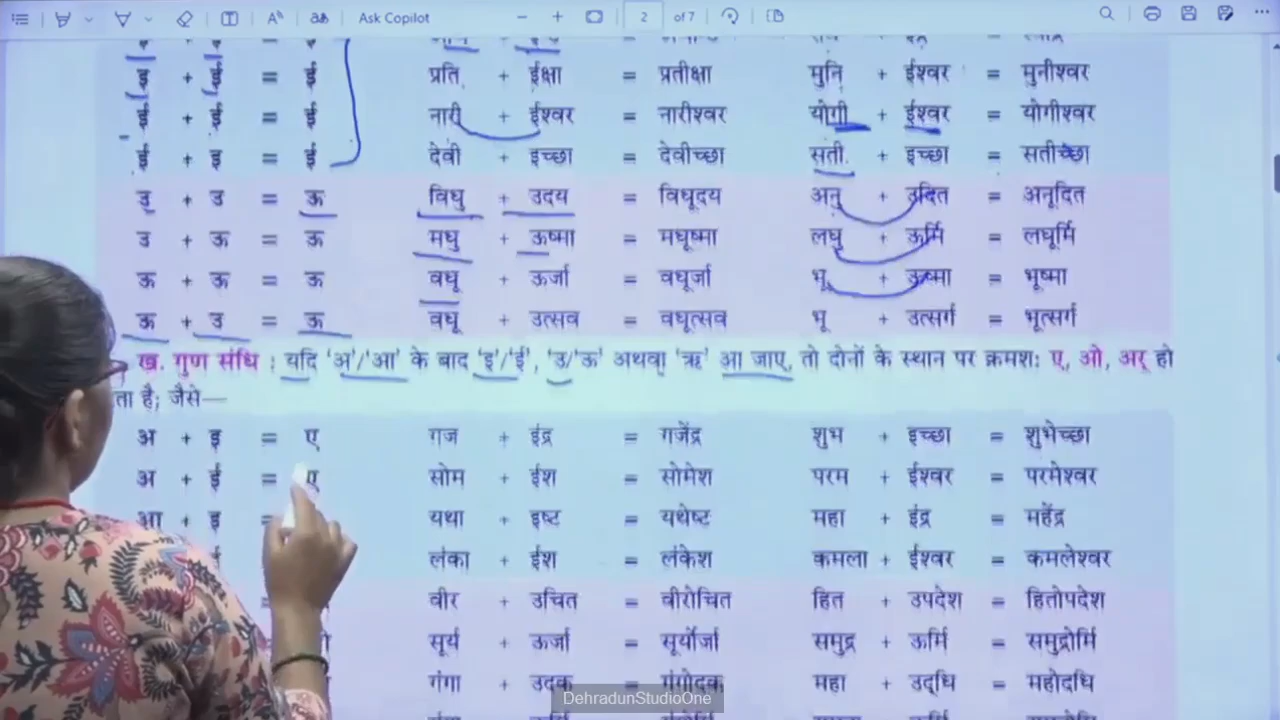 Ask Copilot
2 of 7
प्रति + ईक्षा = प्रतीक्षा मुनि + ईश्वर = मुनीश्वर
नारी + ईश्वर = नारीश्वर योगी + ईश्वर = योगीश्वर
देवी + इच्छा = देवीच्छा सती + इच्छा = सतीच्छा
उ + उ = ऊ विधु + उदय = विधूदय अनु + उदित = अनूदित
उ + ऊ = ऊ मधु + ऊष्मा = मधूष्मा लघु + ऊर्मि = लघूर्मि
ऊ + ऊ = ऊ वधू + ऊर्जा = वधूर्जा भू + ऊष्मा = भूष्मा
ऊ + उ = ऊ वधू + उत्सव = वधूत्सव भू + उत्सर्ग = भूत्सर्ग
ख. गुण संधि : यदि 'अ'/'आ' के बाद 'इ'/'ई', 'उ/'ऊ' अथवा 'ऋ' आ जाए, तो दोनों के स्थान पर क्रमश: ए, ओ, अर् हो
ता है; जैसे—
अ + इ = ए गज + इंद्र = गजेंद्र शुभ + इच्छा = शुभेच्छा
अ + ई = ए सोम + ईश = सोमेश परम + ईश्वर = परमेश्वर
आ + इ = यथा + इष्ट = यथेष्ट महा + इंद्र = महेंद्र
लंका + ईश = लंकेश कमला + ईश्वर = कमलेश्वर
वीर + उचित = वीरोचित हित + उपदेश = हितोपदेश
सूर्य + ऊर्जा = सूर्योर्जा समुद्र + ऊर्मि = समुद्रोर्मि
गंगा + उदक = गंगोदक महा + उद्धि = महोदधि
DehradunStudioOne